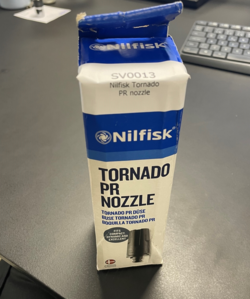 Nilfisk
SV0013
Nilfisk Tornado
PR nozzle
Nilfisk
TORNADO
PR
NOZZLE
TORNADO PR DÜSE
BUSE TORNADO PR
BOQUILLA TORNADO PR